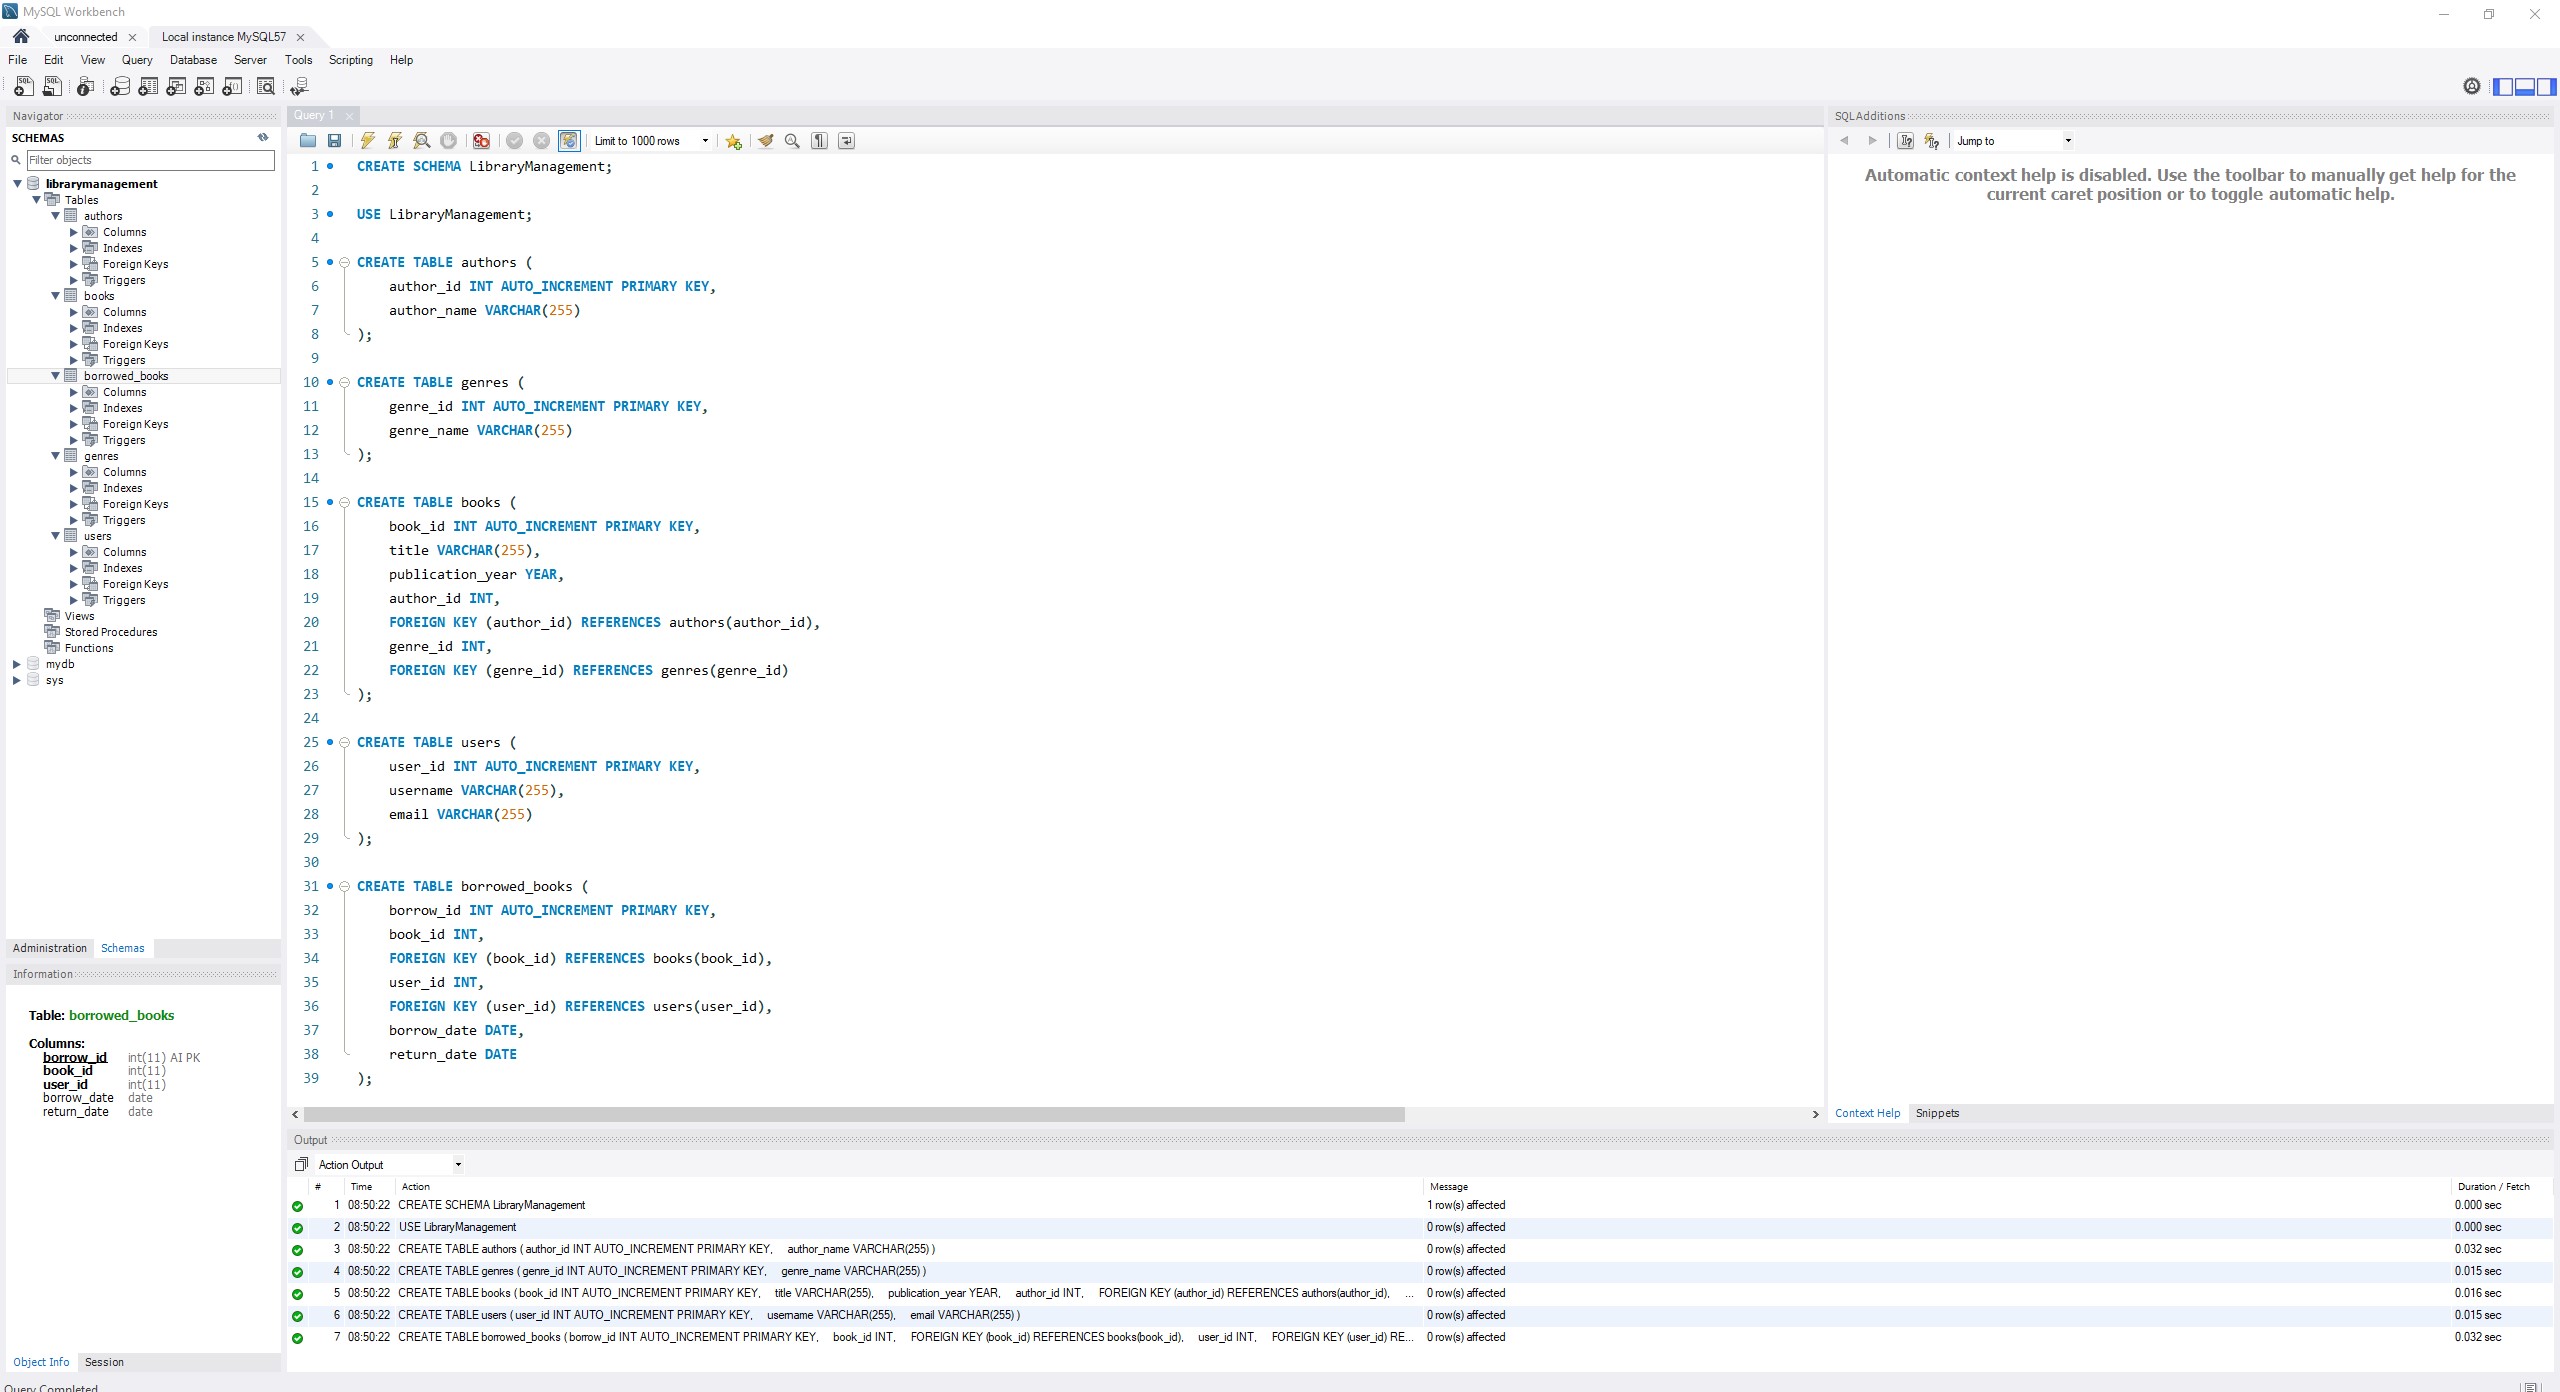 MySQL Workbench
unconnected
Local instance MySQL57
File Edit View Query Database Server Tools Scripting Help
Navigator
SCHEMAS
Filter objects
librarymanagement
Tables
authors
Columns
Indexes
Foreign Keys
Triggers
books
Columns
Indexes
Foreign Keys
Triggers
borrowed_books
Columns
Indexes
Foreign Keys
Triggers
genres
Columns
Indexes
Foreign Keys
Triggers
users
Columns
Indexes
Foreign Keys
Triggers
Views
Stored Procedures
Functions
mydb
sys
Administration Schemas
Information
Table: borrowed_books
Columns:
borrow_id int(11) AI PK
book_id int(11)
user_id int(11)
borrow_date date
return_date date
Object Info Session
Query Completed
Query 1
Limit to 1000 rows
1 CREATE SCHEMA LibraryManagement;
2
3 USE LibraryManagement;
4
5 CREATE TABLE authors (
6 author_id INT AUTO_INCREMENT PRIMARY KEY,
7 author_name VARCHAR(255)
8 );
9
10 CREATE TABLE genres (
11 genre_id INT AUTO_INCREMENT PRIMARY KEY,
12 genre_name VARCHAR(255)
13 );
14
15 CREATE TABLE books (
16 book_id INT AUTO_INCREMENT PRIMARY KEY,
17 title VARCHAR(255),
18 publication_year YEAR,
19 author_id INT,
20 FOREIGN KEY (author_id) REFERENCES authors(author_id),
21 genre_id INT,
22 FOREIGN KEY (genre_id) REFERENCES genres(genre_id)
23 );
24
25 CREATE TABLE users (
26 user_id INT AUTO_INCREMENT PRIMARY KEY,
27 username VARCHAR(255),
28 email VARCHAR(255)
29 );
30
31 CREATE TABLE borrowed_books (
32 borrow_id INT AUTO_INCREMENT PRIMARY KEY,
33 book_id INT,
34 FOREIGN KEY (book_id) REFERENCES books(book_id),
35 user_id INT,
36 FOREIGN KEY (user_id) REFERENCES users(user_id),
37 borrow_date DATE,
38 return_date DATE
39 );
SQLAdditions
Jump to
Automatic context help is disabled. Use the toolbar to manually get help for the
current caret position or to toggle automatic help.
Context Help Snippets
Output
Action Output
# Time Action Message Duration / Fetch
1 08:50:22 CREATE SCHEMA LibraryManagement 1 row(s) affected 0.000 sec
2 08:50:22 USE LibraryManagement 0 row(s) affected 0.000 sec
3 08:50:22 CREATE TABLE authors ( author_id INT AUTO_INCREMENT PRIMARY KEY, author_name VARCHAR(255) ) 0 row(s) affected 0.032 sec
4 08:50:22 CREATE TABLE genres ( genre_id INT AUTO_INCREMENT PRIMARY KEY, genre_name VARCHAR(255) ) 0 row(s) affected 0.015 sec
5 08:50:22 CREATE TABLE books ( book_id INT AUTO_INCREMENT PRIMARY KEY, title VARCHAR(255), publication_year YEAR, author_id INT, FOREIGN KEY (author_id) REFERENCES authors(author_id), ... 0 row(s) affected 0.016 sec
6 08:50:22 CREATE TABLE users ( user_id INT AUTO_INCREMENT PRIMARY KEY, username VARCHAR(255), email VARCHAR(255) ) 0 row(s) affected 0.015 sec
7 08:50:22 CREATE TABLE borrowed_books ( borrow_id INT AUTO_INCREMENT PRIMARY KEY, book_id INT, FOREIGN KEY (book_id) REFERENCES books(book_id), user_id INT, FOREIGN KEY (user_id) RE... 0 row(s) affected 0.032 sec